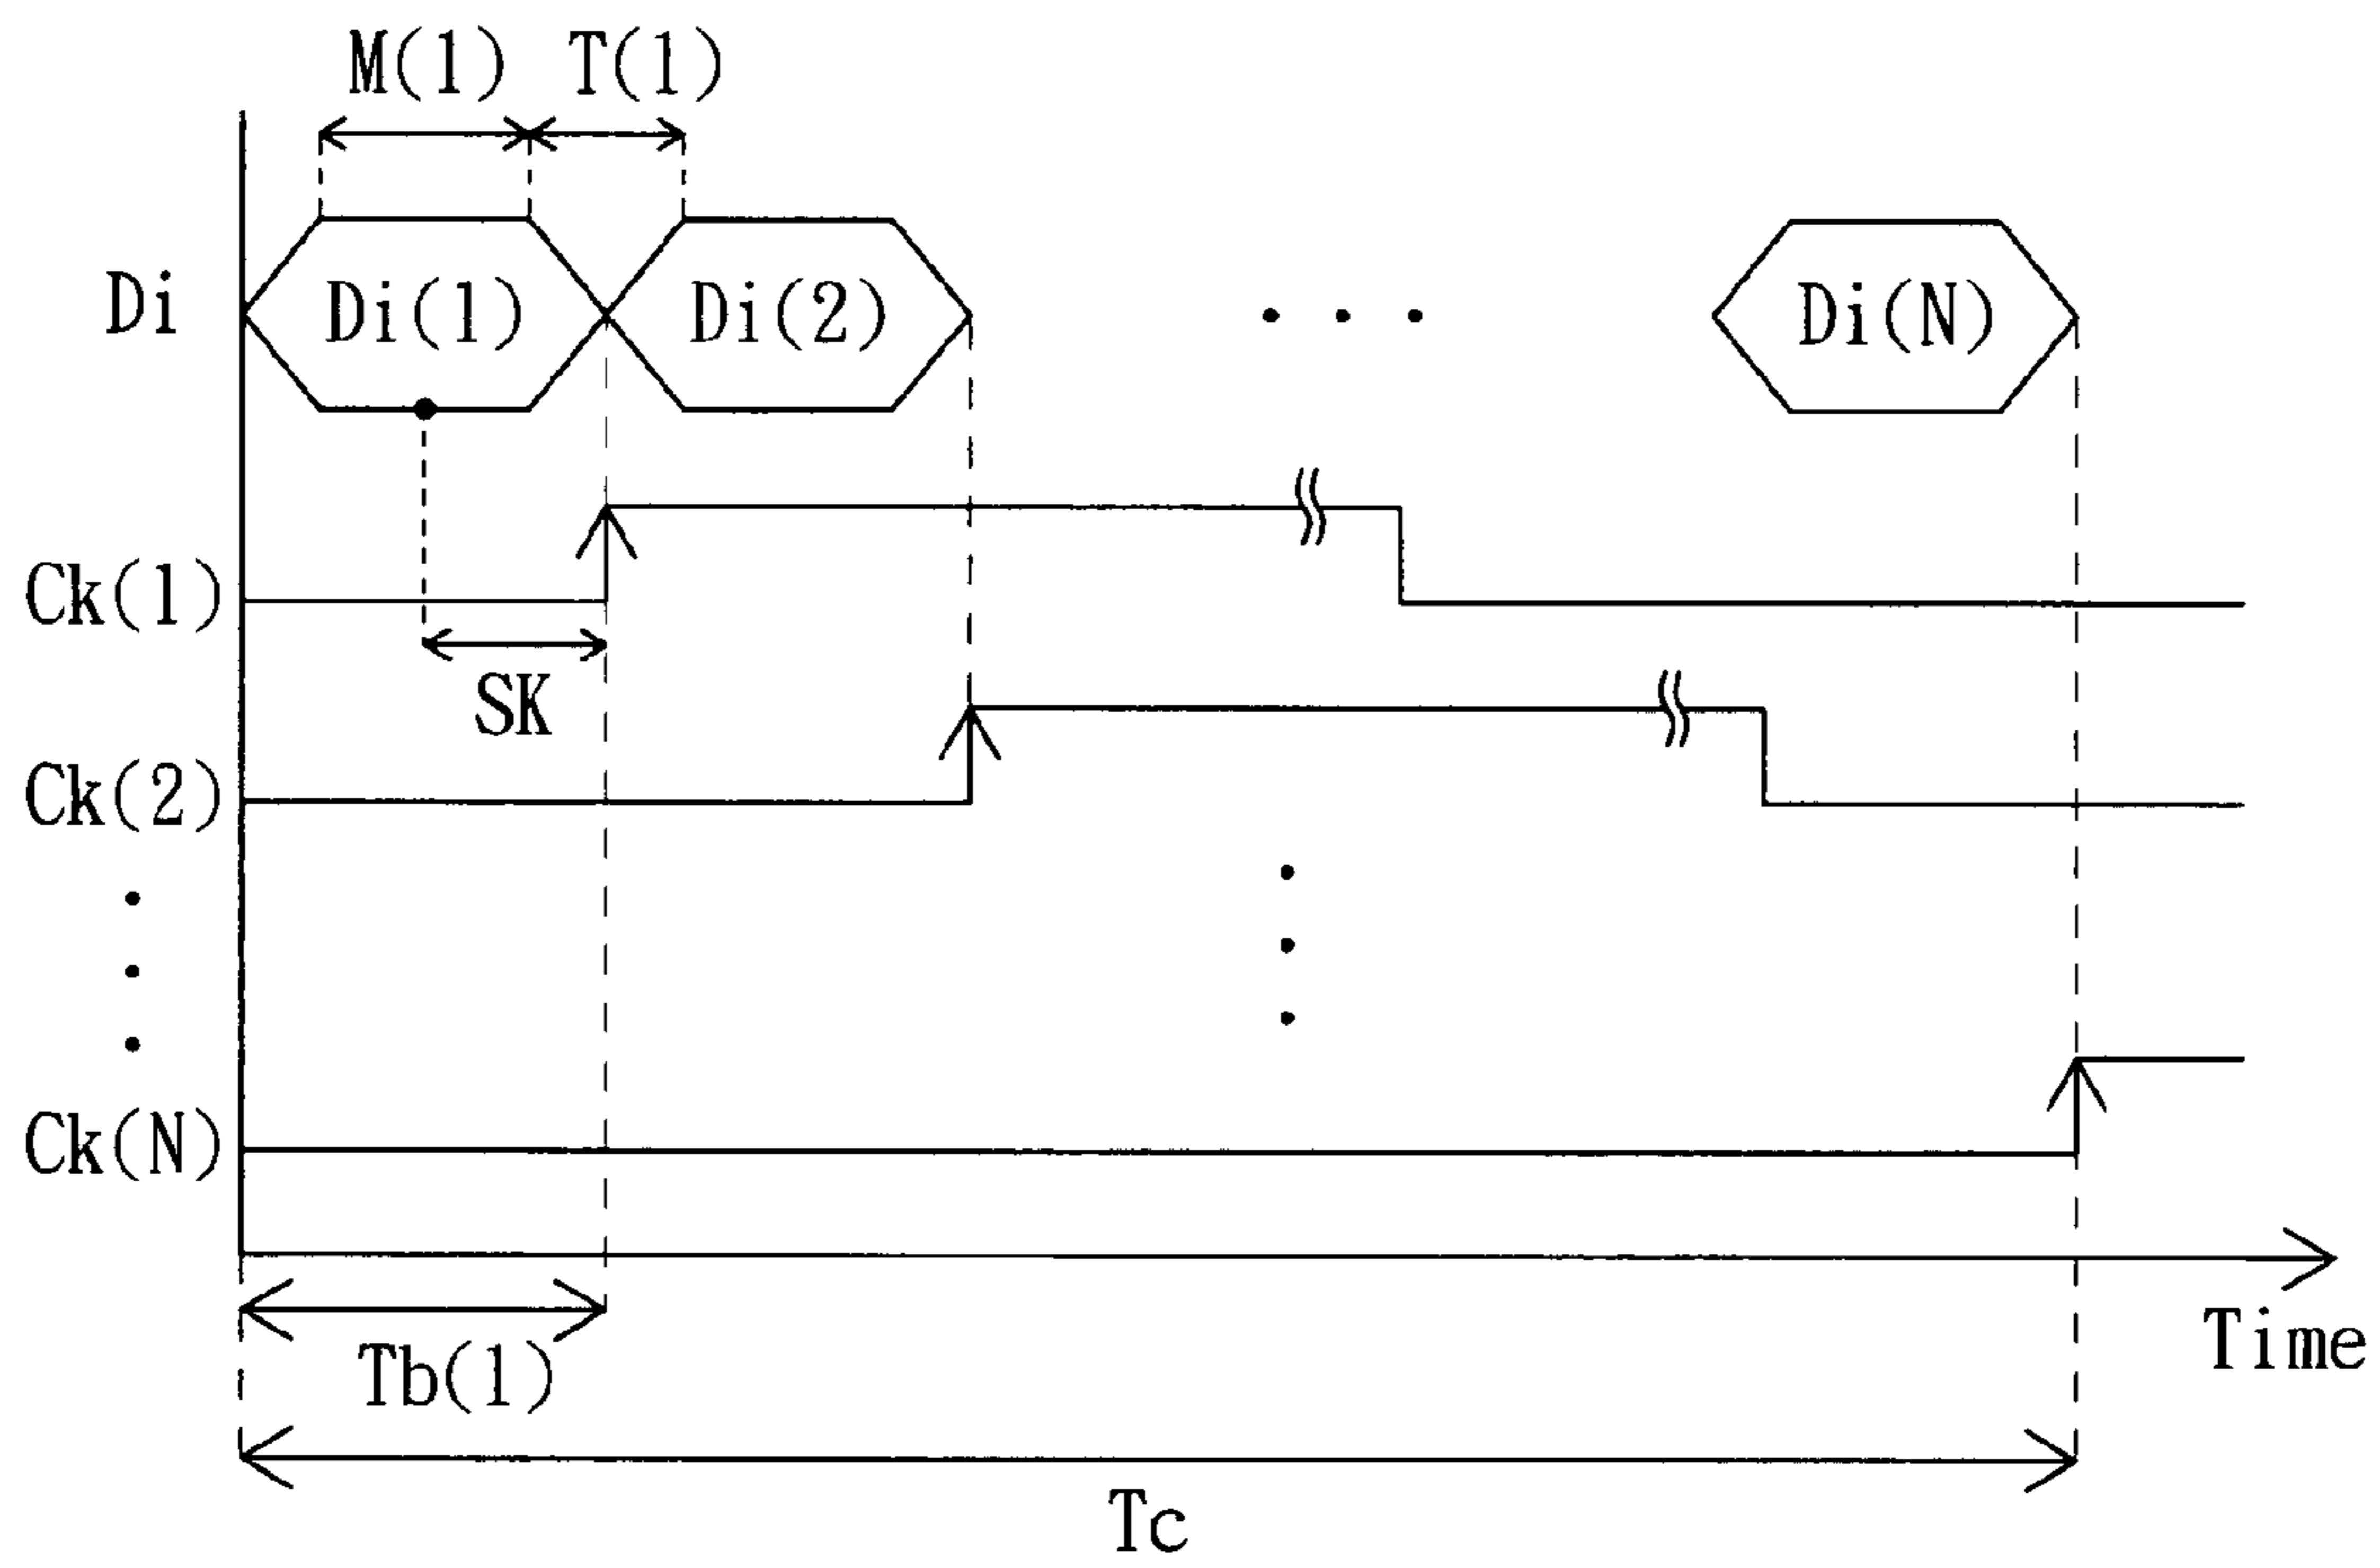 M(1) T(1)
Di Di(1) Di(2) Di(N)
Ck(1)
SK
Ck(2)
Ck(N)
Time
Tb(1)
Tc